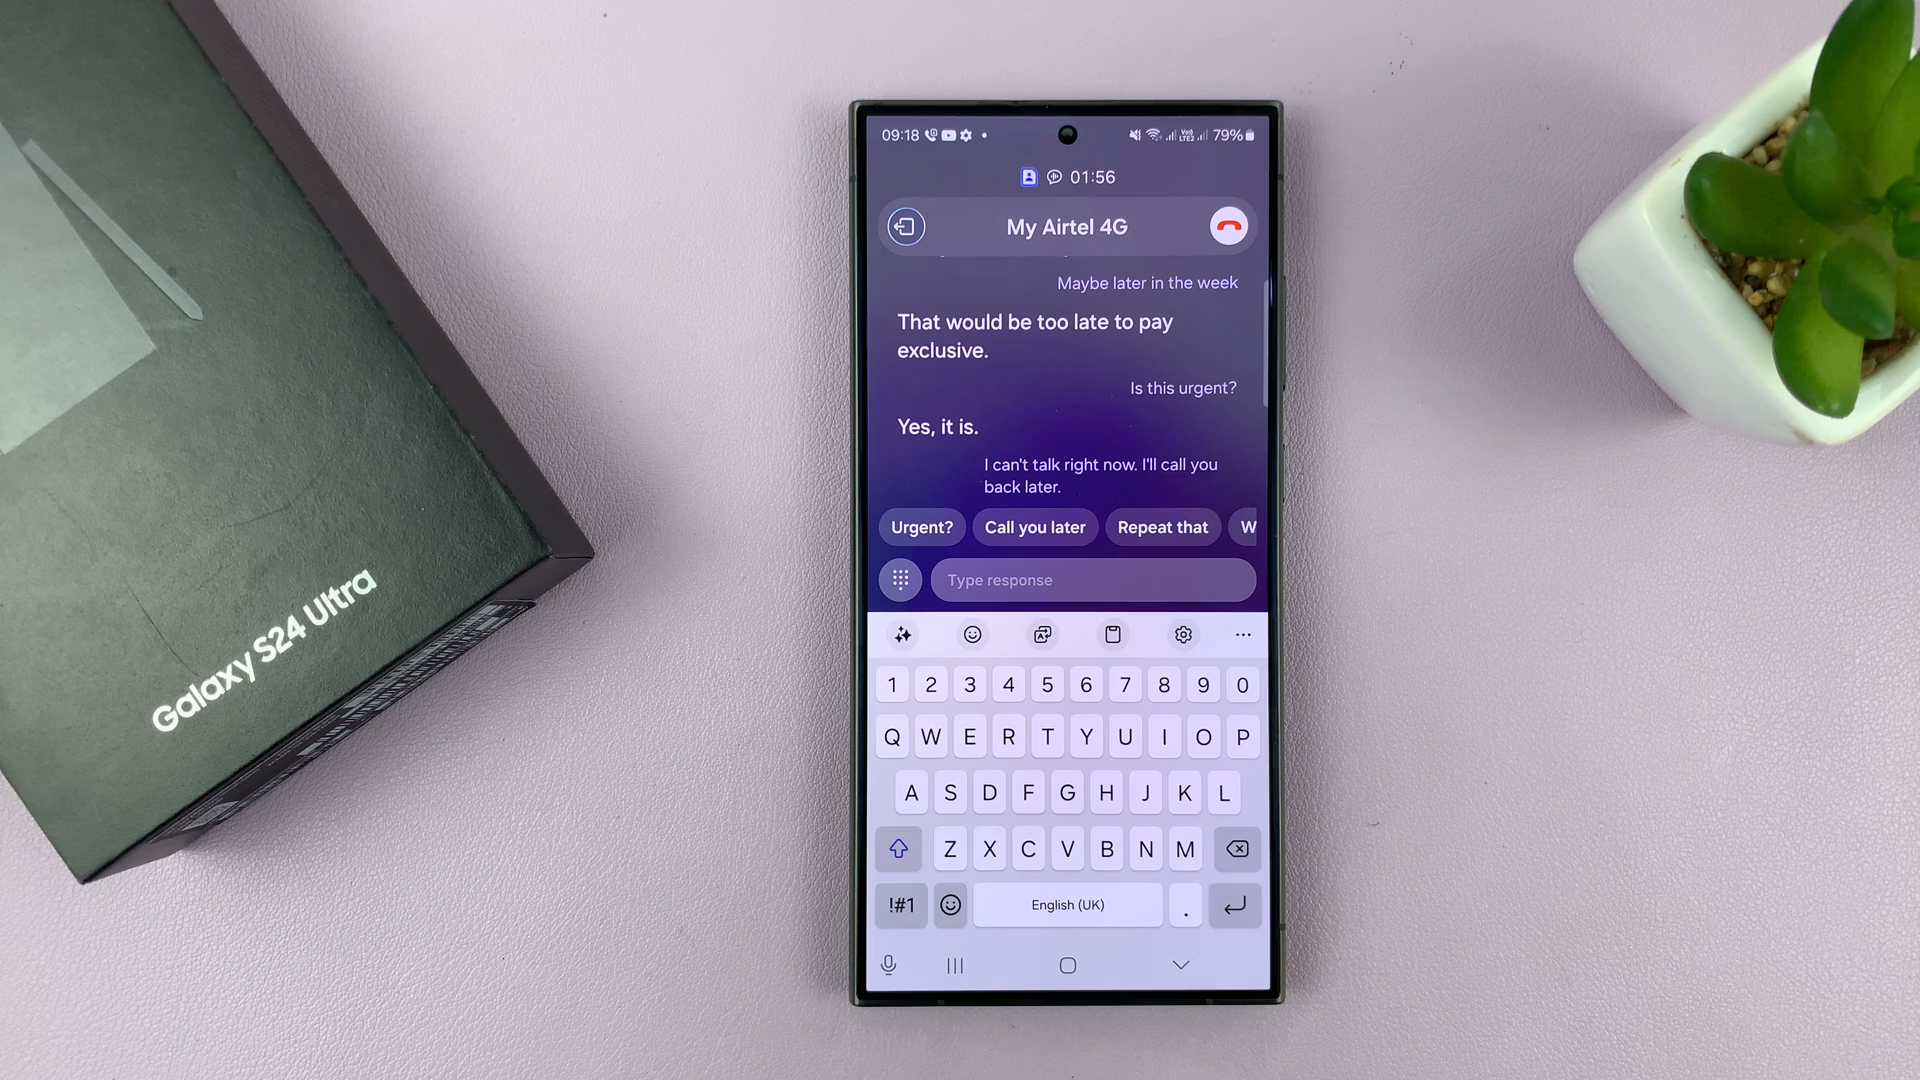 Galaxy S24 Ultra
09:18
Vo))
LTE2
79%
01:56
My Airtel 4G
Maybe later in the week
That would be too late to pay
exclusive.
Is this urgent?
Yes, it is.
I can't talk right now. I'll call you
back later.
Urgent? Call you later Repeat that W
Type response
1 2 3 4 5 6 7 8 9 0
Q W E R T Y U I O P
A S D F G H J K L
Z X C V B N M
!#1 English (UK) .